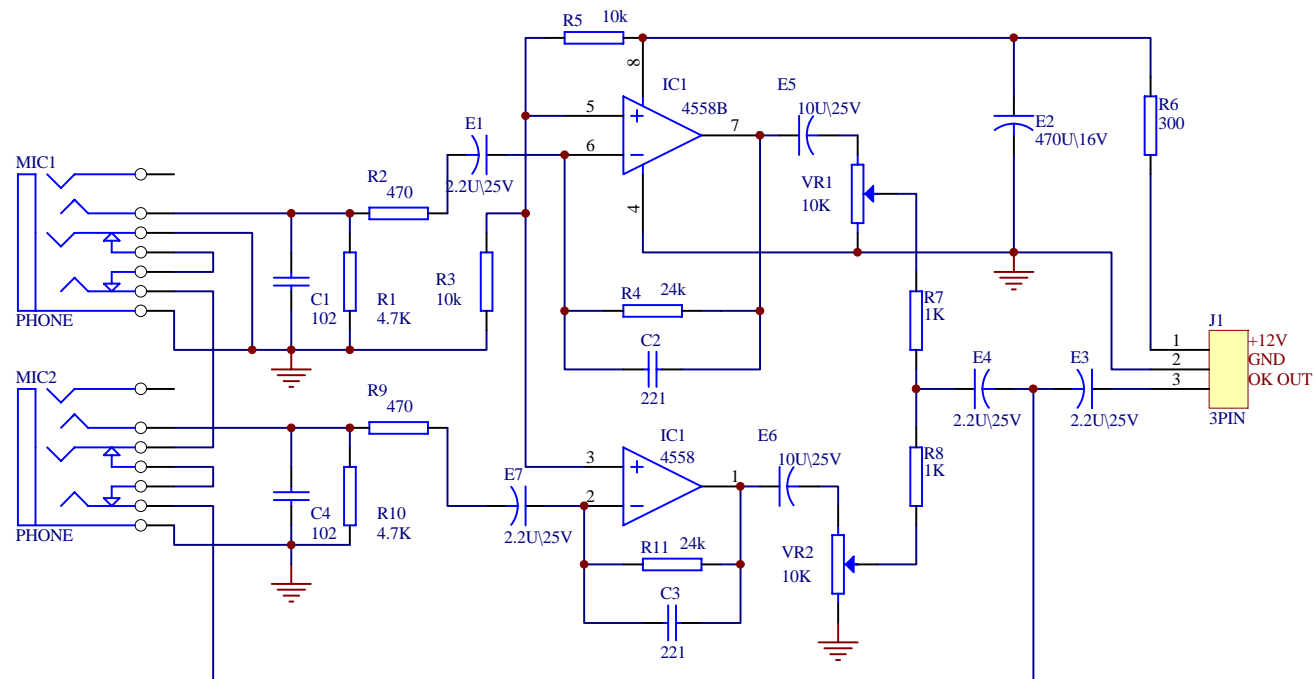 R5 10k
8
IC1
4558B
E5
10U\25V
5
6
7
4
E1
2.2U\25V
R6
300
E2
470U\16V
MIC1
PHONE
R2
470
VR1
10K
R3
10k
C1
102
R1
4.7K
R4 24k
C2
221
R7
1K
J1
1
2
3
+12V
GND
OK OUT
3PIN
E4
2.2U\25V
E3
2.2U\25V
MIC2
PHONE
R9
470
IC1
4558
3
2
1
E6
10U\25V
R8
1K
E7
2.2U\25V
C4
102
R10
4.7K
R11 24k
VR2
10K
C3
221